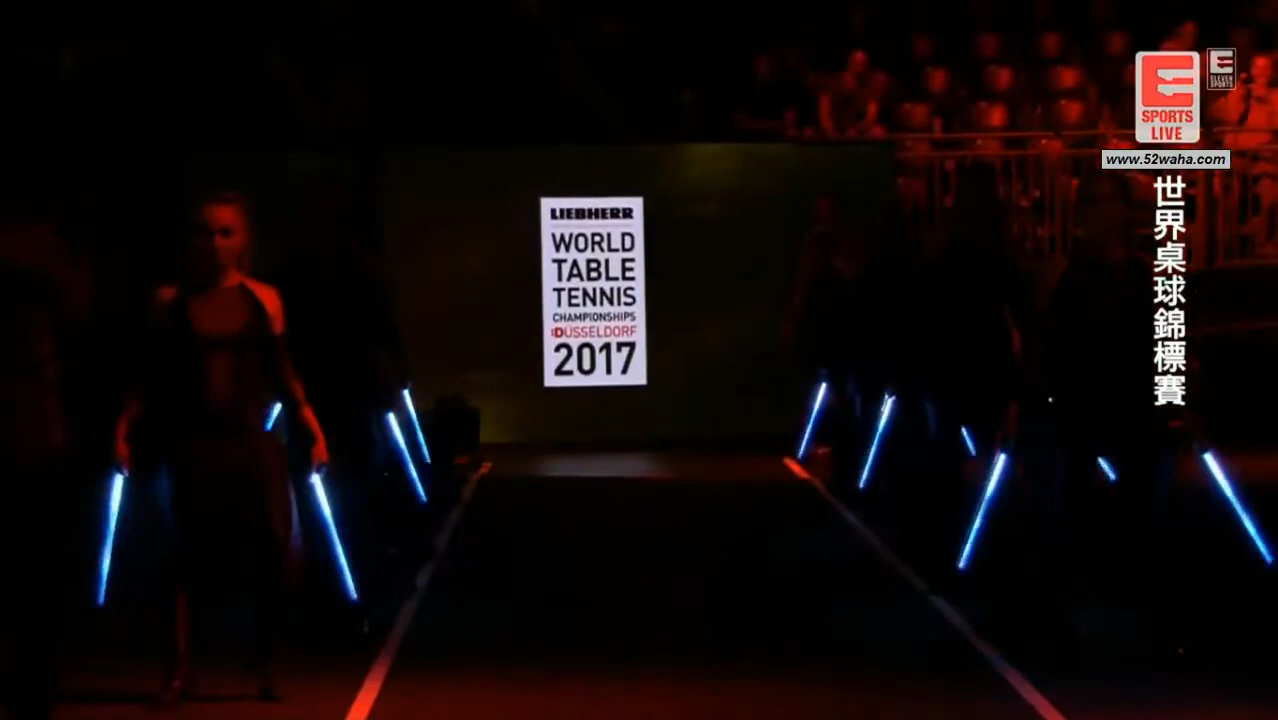 LIEBHERR
WORLD
TABLE
TENNIS
CHAMPIONSHIPS
DÜSSELDORF
2017
E
SPORTS
LIVE
E
ELEVEN
SPORTS
www.52waha.com
世界桌球錦標賽